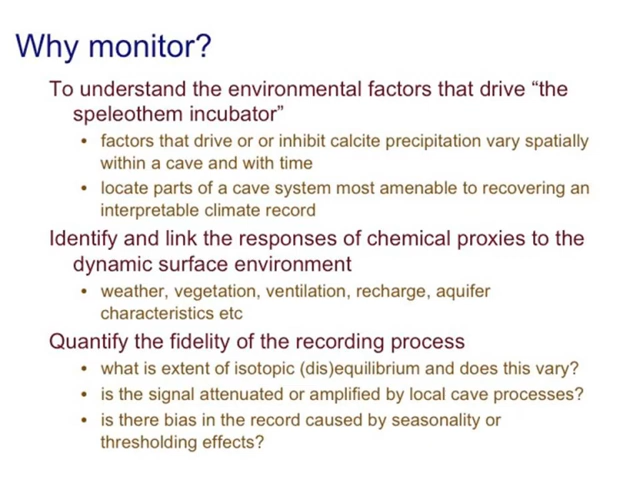 Why monitor?
To understand the environmental factors that drive “the
speleothem incubator”
• factors that drive or or inhibit calcite precipitation vary spatially
within a cave and with time
• locate parts of a cave system most amenable to recovering an
interpretable climate record
Identify and link the responses of chemical proxies to the
dynamic surface environment
• weather, vegetation, ventilation, recharge, aquifer
characteristics etc
Quantify the fidelity of the recording process
• what is extent of isotopic (dis)equilibrium and does this vary?
• is the signal attenuated or amplified by local cave processes?
• is there bias in the record caused by seasonality or
thresholding effects?